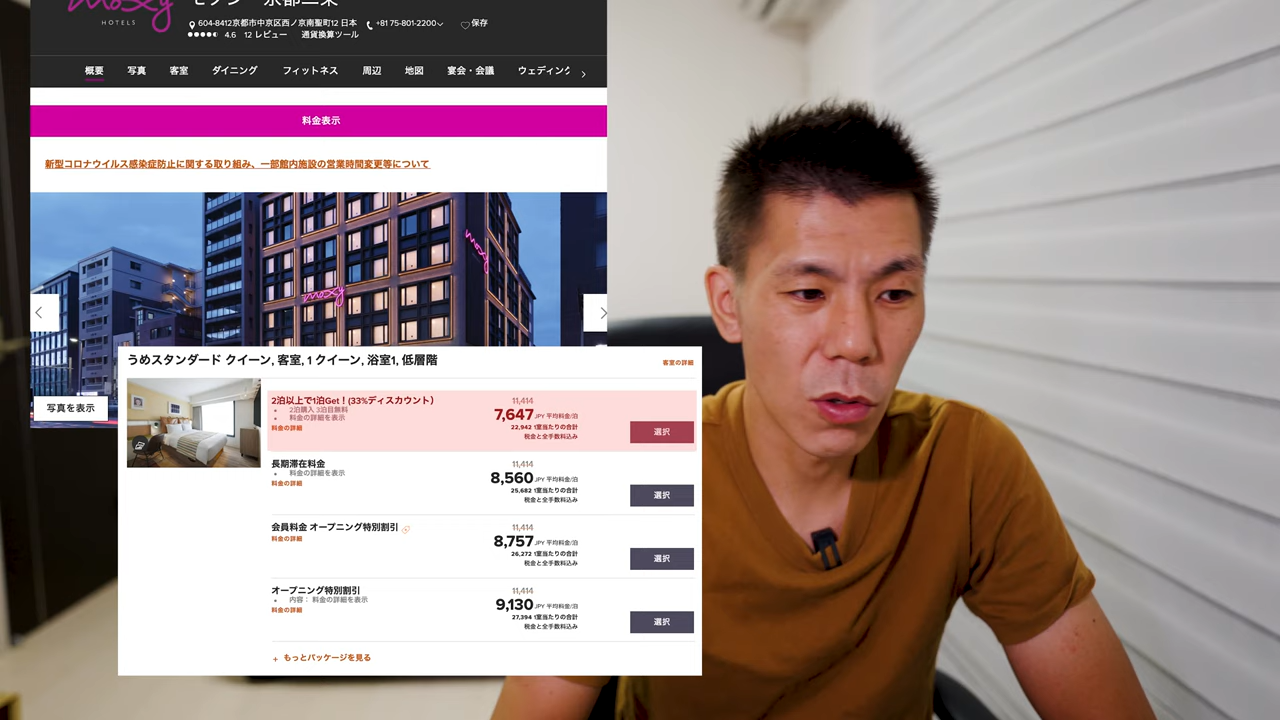 moxy
HOTELS
モクシー京都二条
604-8412京都市中京区西ノ京南聖町12 日本
+81 75-801-2200
保存
4.6 12 レビュー 通貨換算ツール
概要 写真 客室 ダイニング フィットネス 周辺 地図 宴会・会議 ウェディング
料金表示
新型コロナウイルス感染症防止に関する取り組み、一部館内施設の営業時間変更等について
moxy
moxy
写真を表示
うめスタンダード クイーン, 客室, 1 クイーン, 浴室1, 低層階
客室の詳細
2泊以上で1泊Get！(33%ディスカウント)
2泊購入 3泊目無料
料金の詳細を表示
料金の詳細
11,414
7,647 JPY 平均料金/泊
22,942 1室当たりの合計
税金と全手数料込み
選択
長期滞在料金
料金の詳細を表示
料金の詳細
11,414
8,560 JPY 平均料金/泊
25,682 1室当たりの合計
税金と全手数料込み
選択
会員料金 オープニング特別割引
料金の詳細
11,414
8,757 JPY 平均料金/泊
26,272 1室当たりの合計
税金と全手数料込み
選択
オープニング特別割引
内容： 料金の詳細を表示
料金の詳細
11,414
9,130 JPY 平均料金/泊
27,394 1室当たりの合計
税金と全手数料込み
選択
+ もっとパッケージを見る